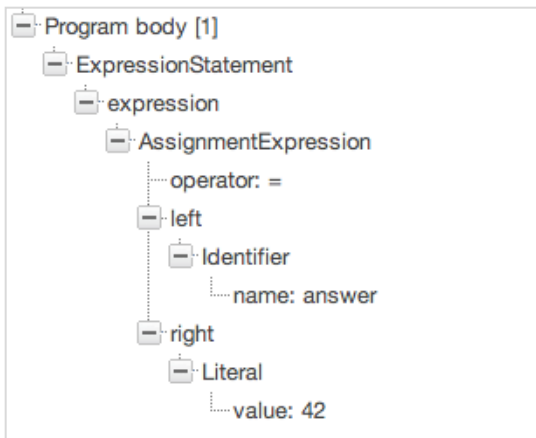 Program body [1]
ExpressionStatement
expression
AssignmentExpression
operator: =
left
Identifier
name: answer
right
Literal
value: 42